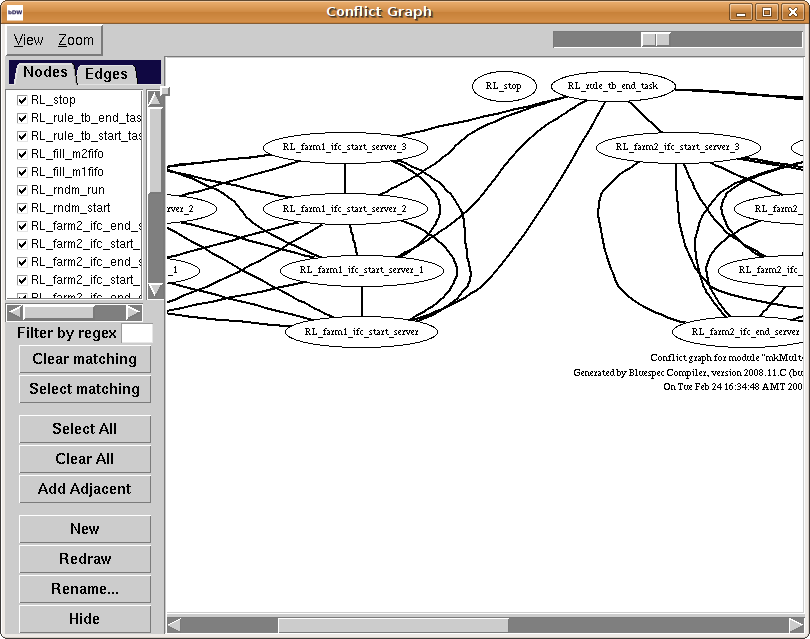 bDW
Conflict Graph
View Zoom
Nodes Edges
RL_stop
RL_rule_tb_end_tas
RL_rule_tb_start_tas
RL_fill_m2fifo
RL_fill_m1fifo
RL_rndm_run
RL_rndm_start
RL_farm2_ifc_end_s
RL_farm2_ifc_start_
RL_farm2_ifc_end_s
RL_farm2_ifc_start_
RL_farm2_ifc_end_s
Filter by regex
Clear matching
Select matching
Select All
Clear All
Add Adjacent
New
Redraw
Rename...
Hide
RL_stop
RL_rule_tb_end_task
RL_farm1_ifc_start_server_3
RL_farm2_ifc_start_server_3
rver_2
RL_farm1_ifc_start_server_2
RL_farm2_
_1
RL_farm1_ifc_start_server_1
RL_farm2_ifc_
RL_farm1_ifc_start_server
RL_farm2_ifc_end_server
Conflict graph for module "mkMult
Generated by Bluespec Compiler, version 2008.11.C (bu
On Tue Feb 24 16:34:48 AMT 200